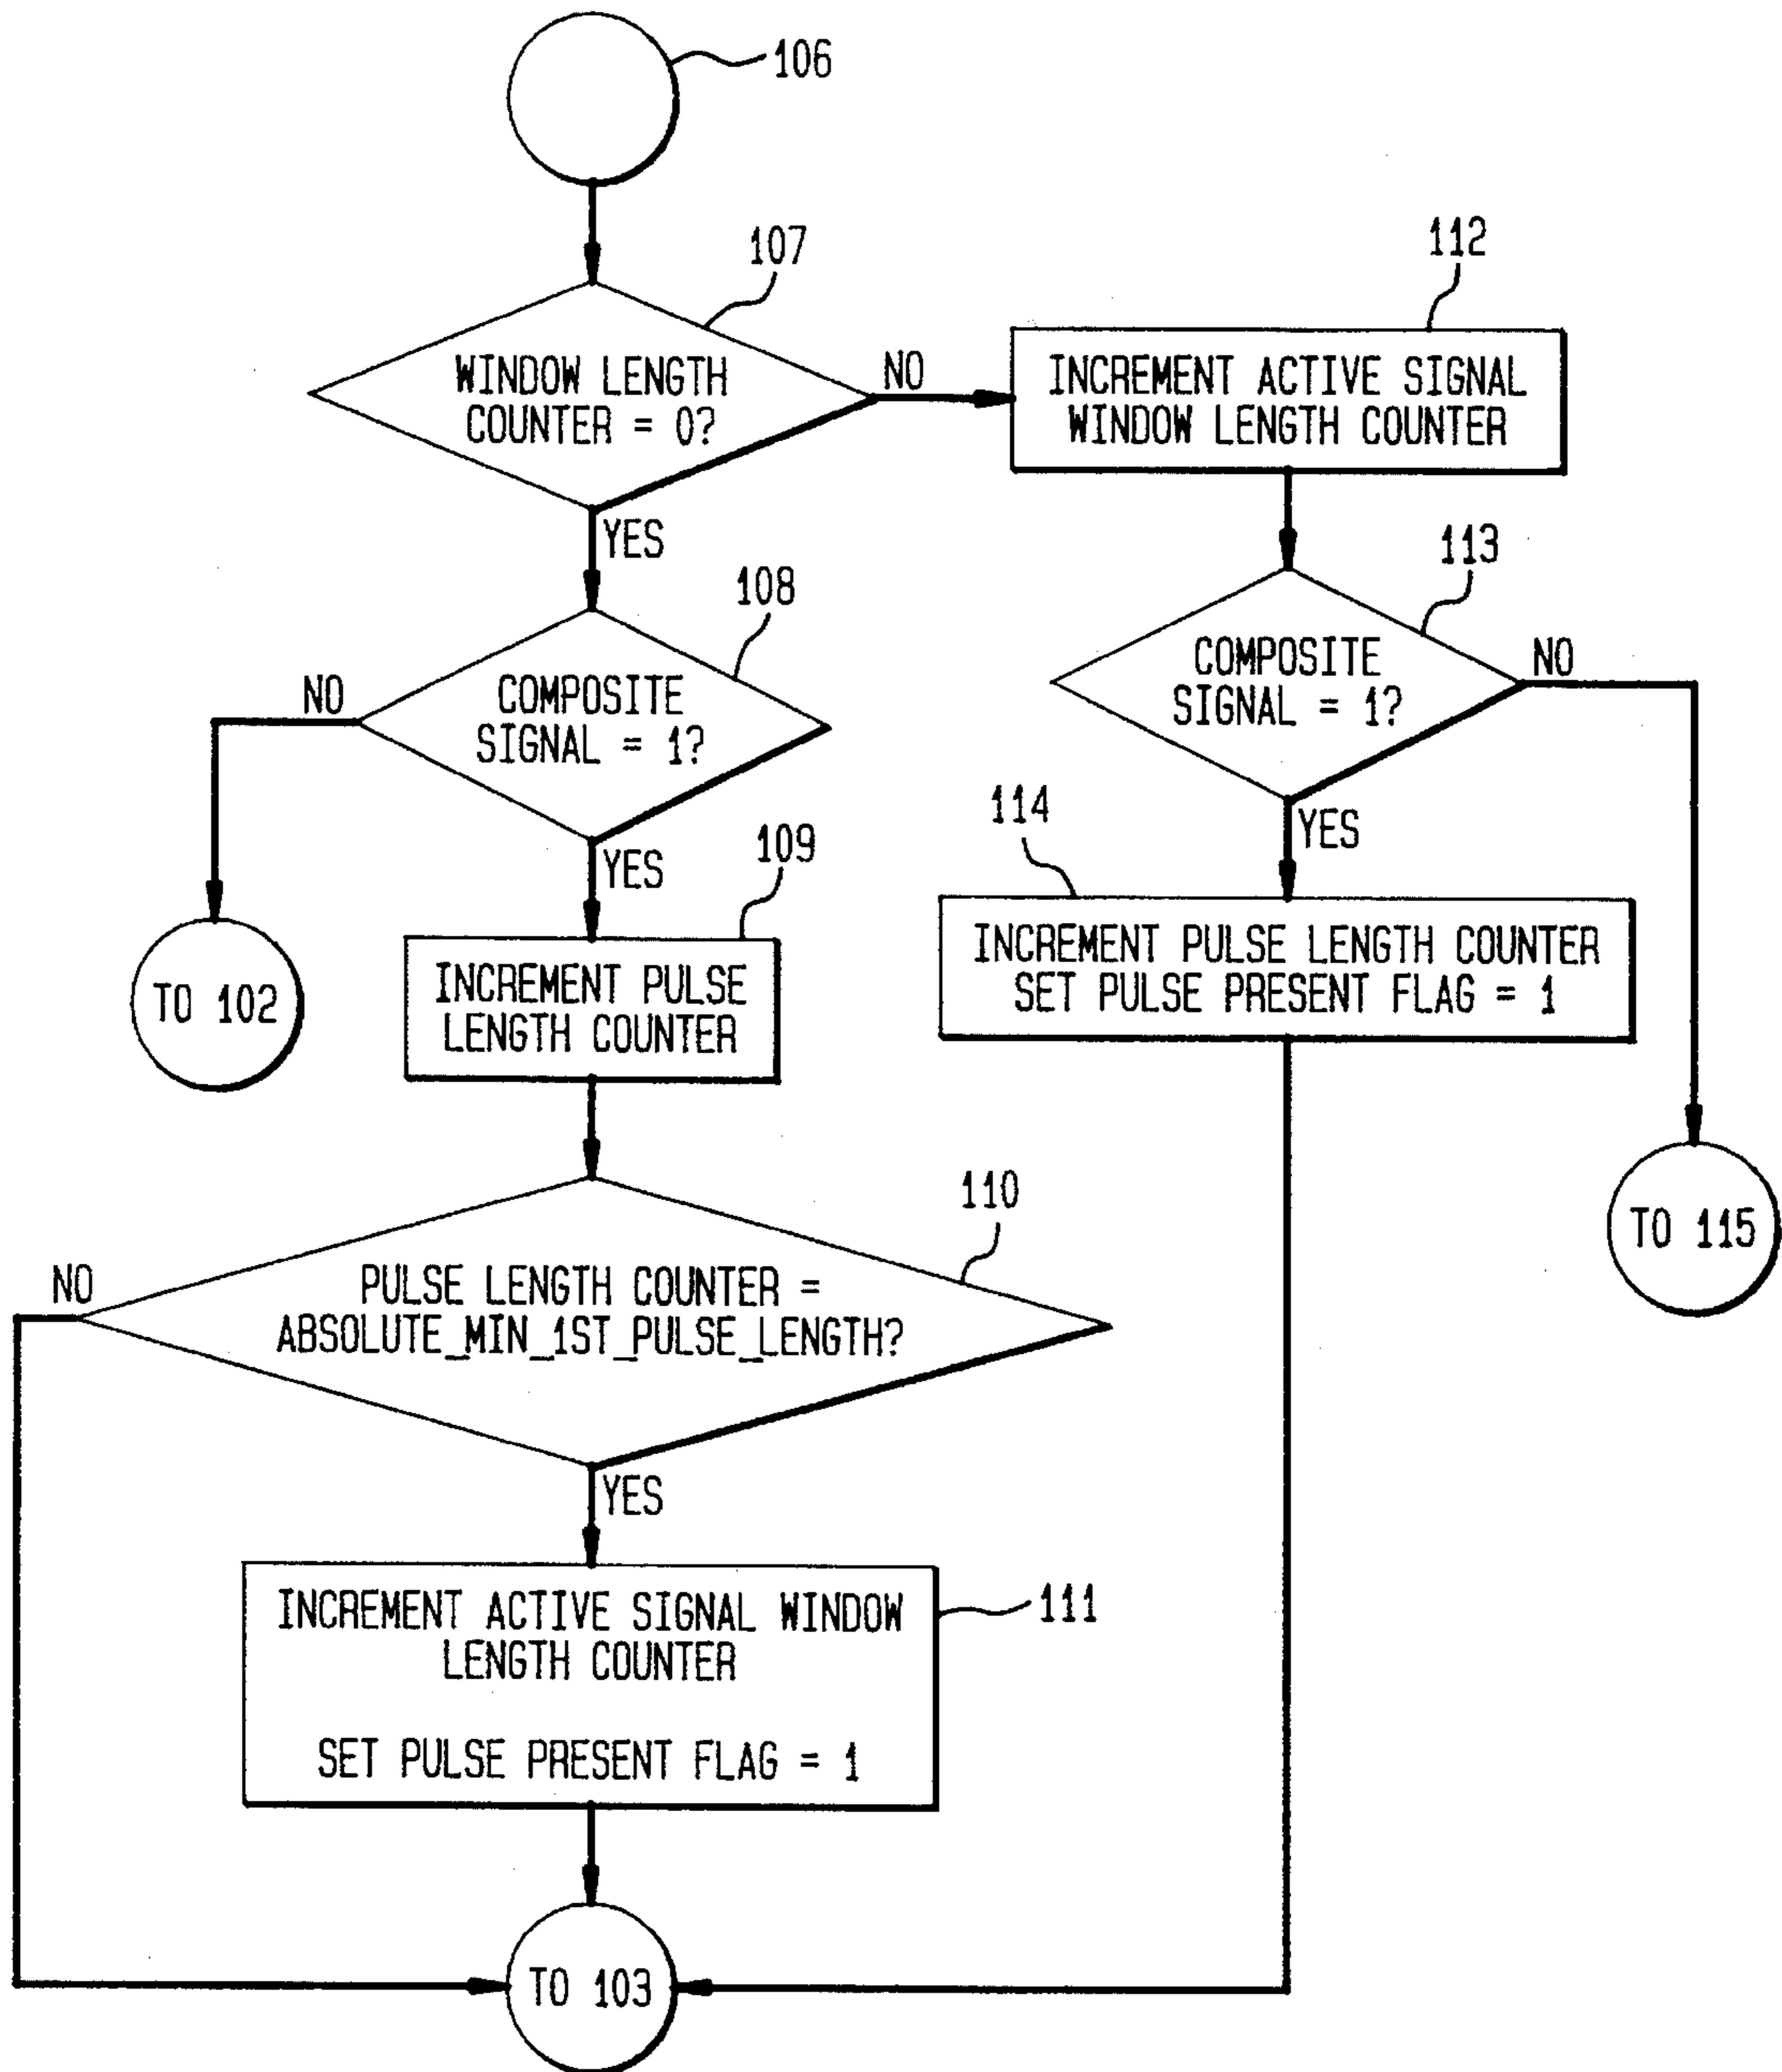 106
107
WINDOW LENGTH
COUNTER = 0?
NO
YES
112
INCREMENT ACTIVE SIGNAL
WINDOW LENGTH COUNTER
108
COMPOSITE
SIGNAL = 1?
NO
YES
113
COMPOSITE
SIGNAL = 1?
NO
YES
TO 102
109
INCREMENT PULSE
LENGTH COUNTER
114
INCREMENT PULSE LENGTH COUNTER
SET PULSE PRESENT FLAG = 1
TO 115
110
PULSE LENGTH COUNTER =
ABSOLUTE_MIN_1ST_PULSE_LENGTH?
NO
YES
111
INCREMENT ACTIVE SIGNAL WINDOW
LENGTH COUNTER
SET PULSE PRESENT FLAG = 1
TO 103